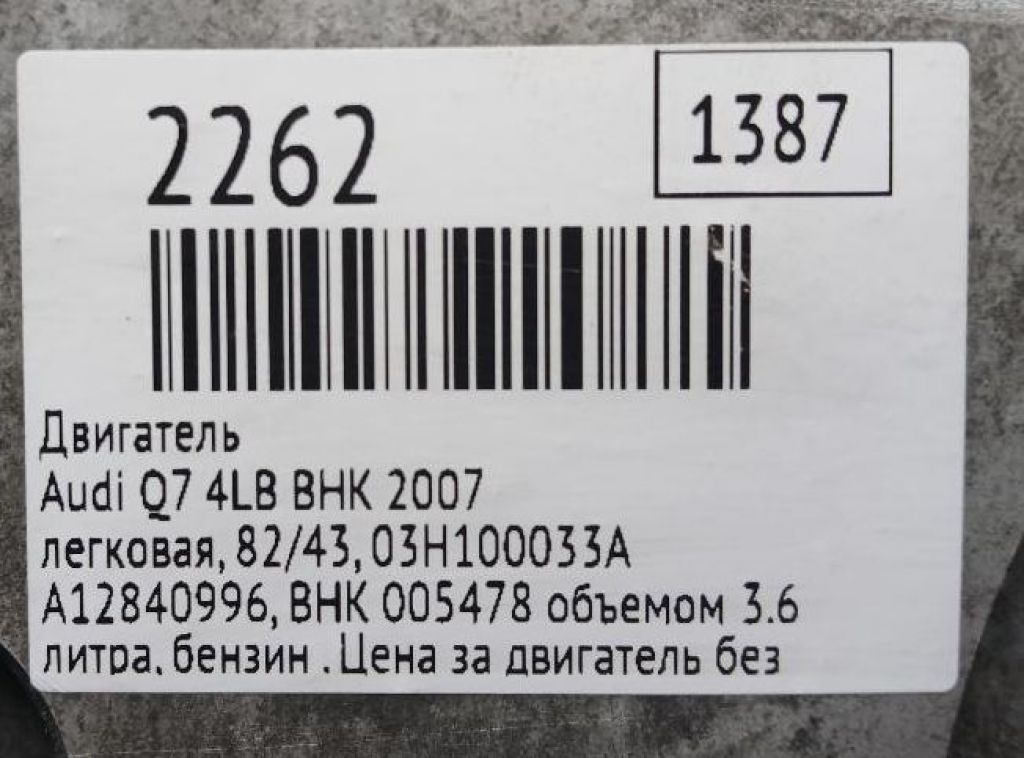 2262
1387
Двигатель
Audi Q7 4LB BHK 2007
легковая, 82/43, 03H100033A
A12840996, BHK 005478 объемом 3.6
литра, бензин . Цена за двигатель без